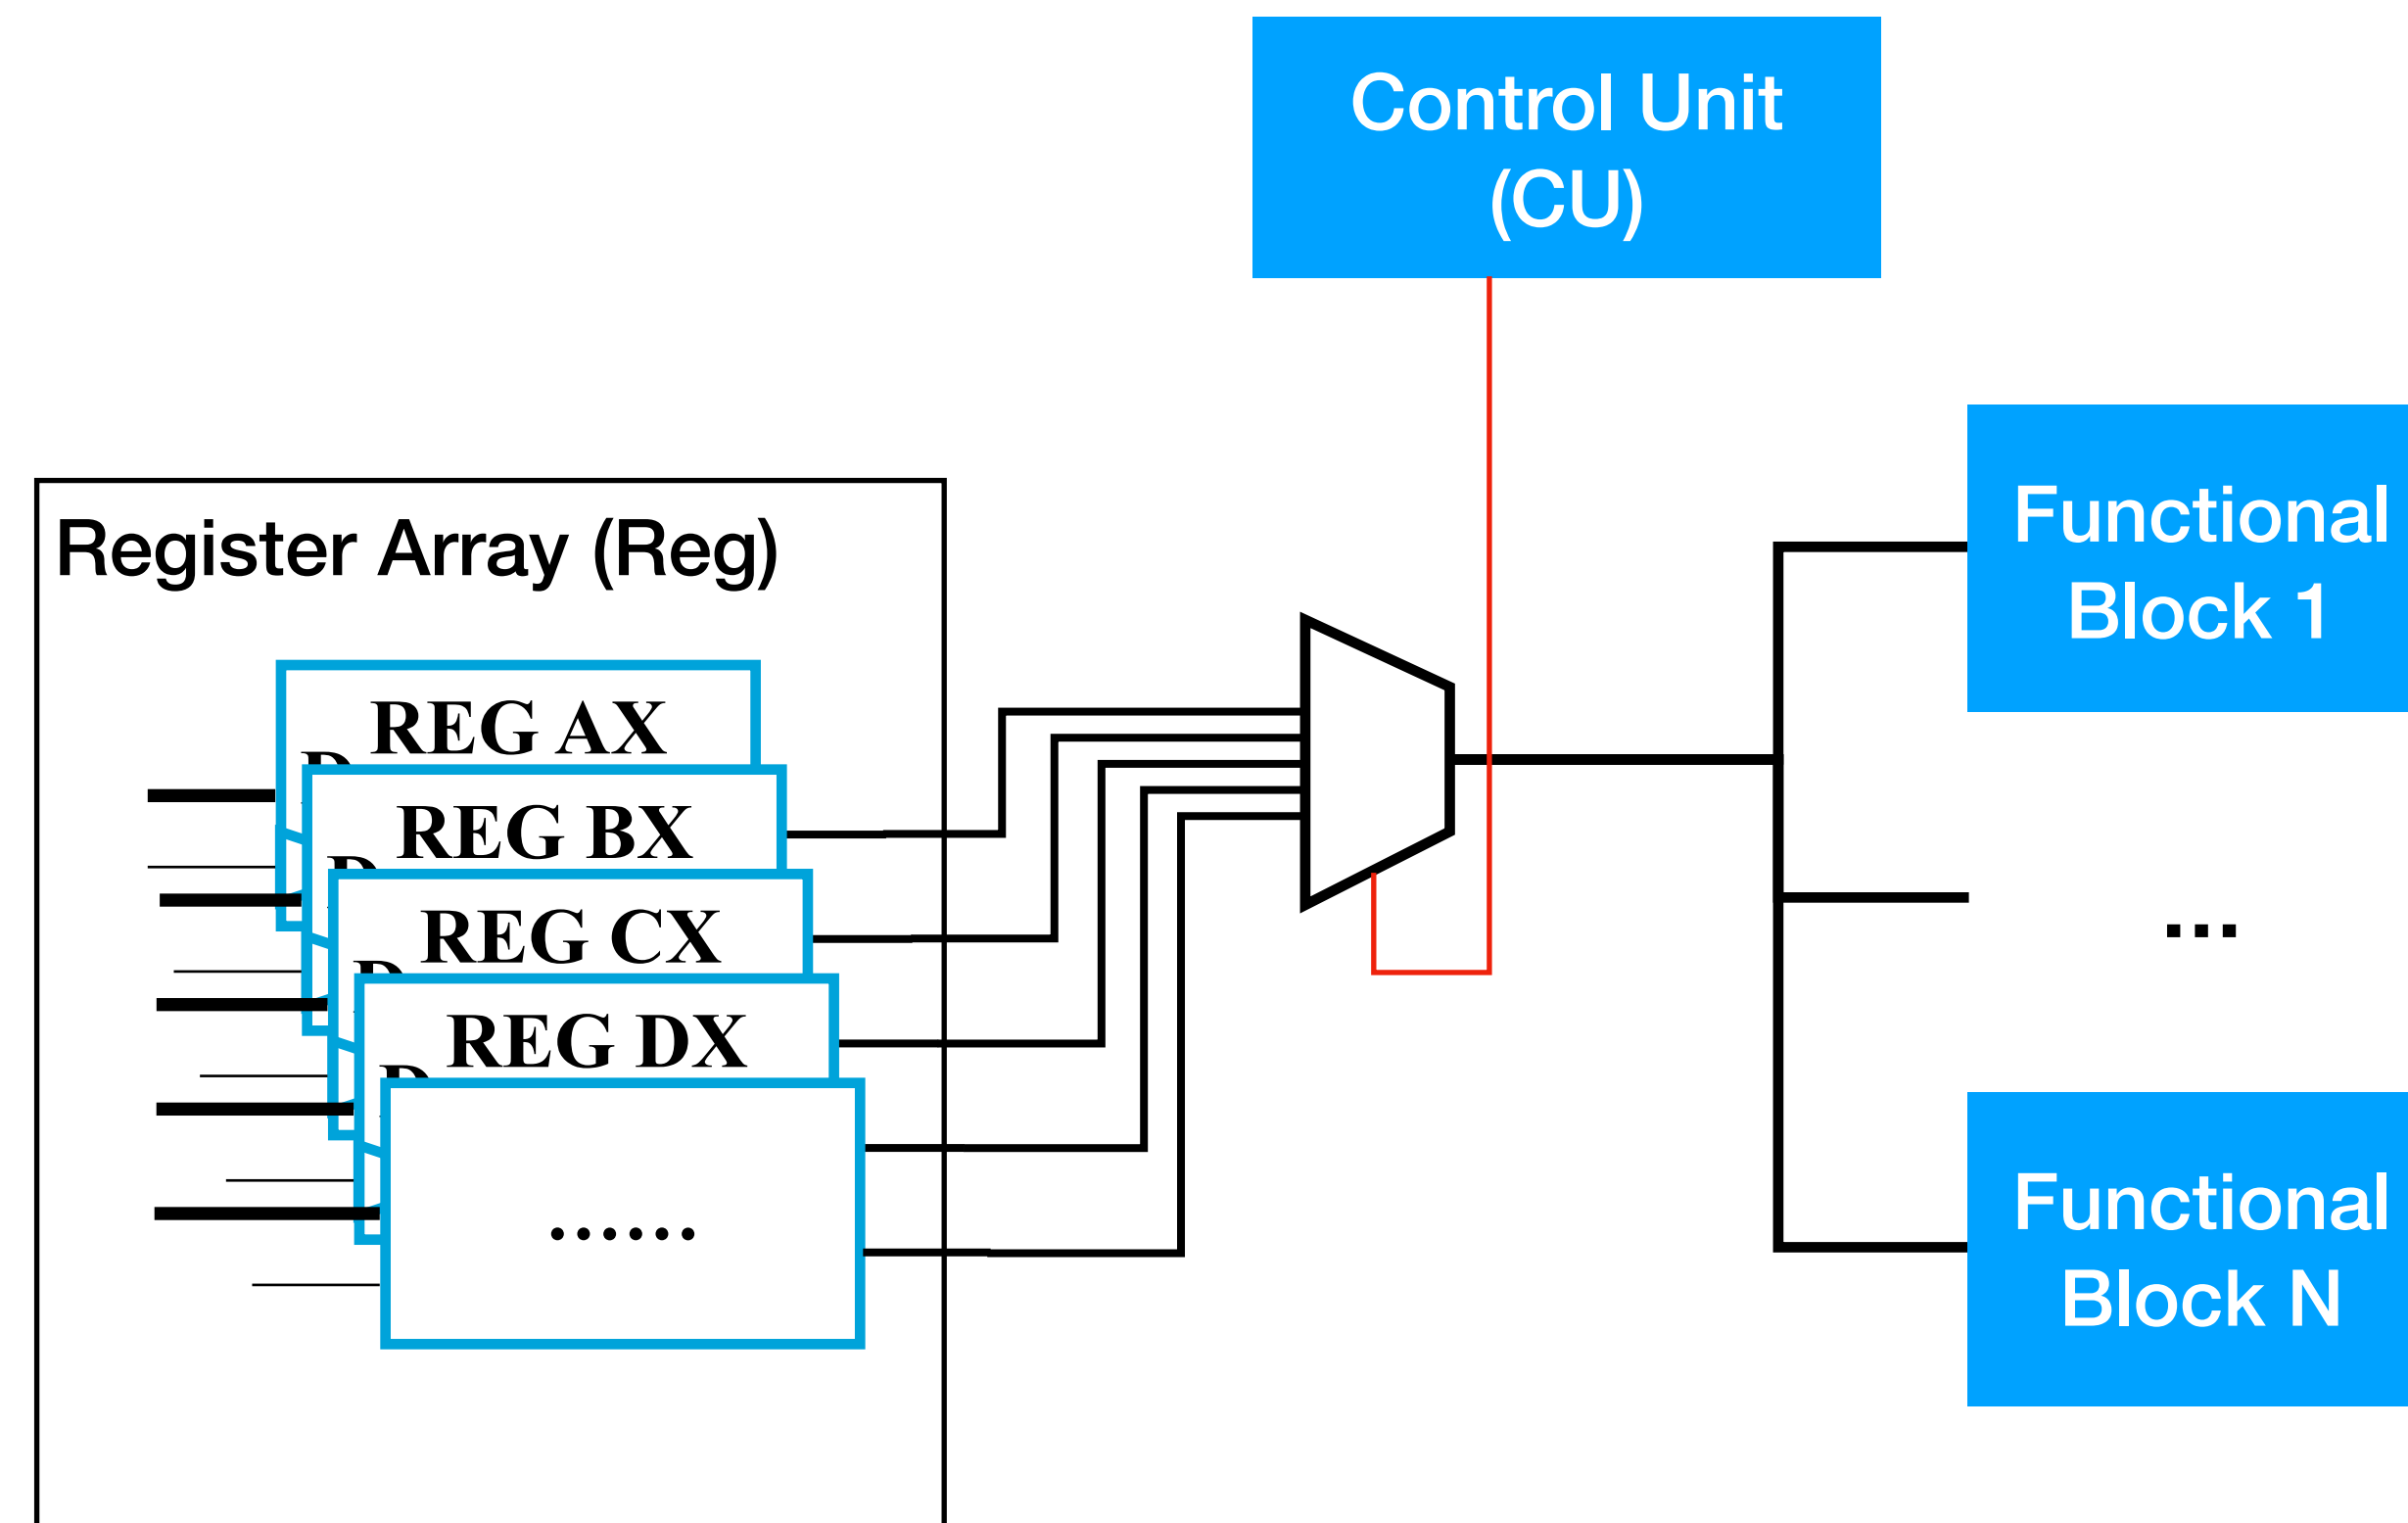 Control Unit
(CU)
Functional
Block 1
Register Array (Reg)
REG AX
REG BX
REG CX
REG DX
.......
...
Functional
Block N